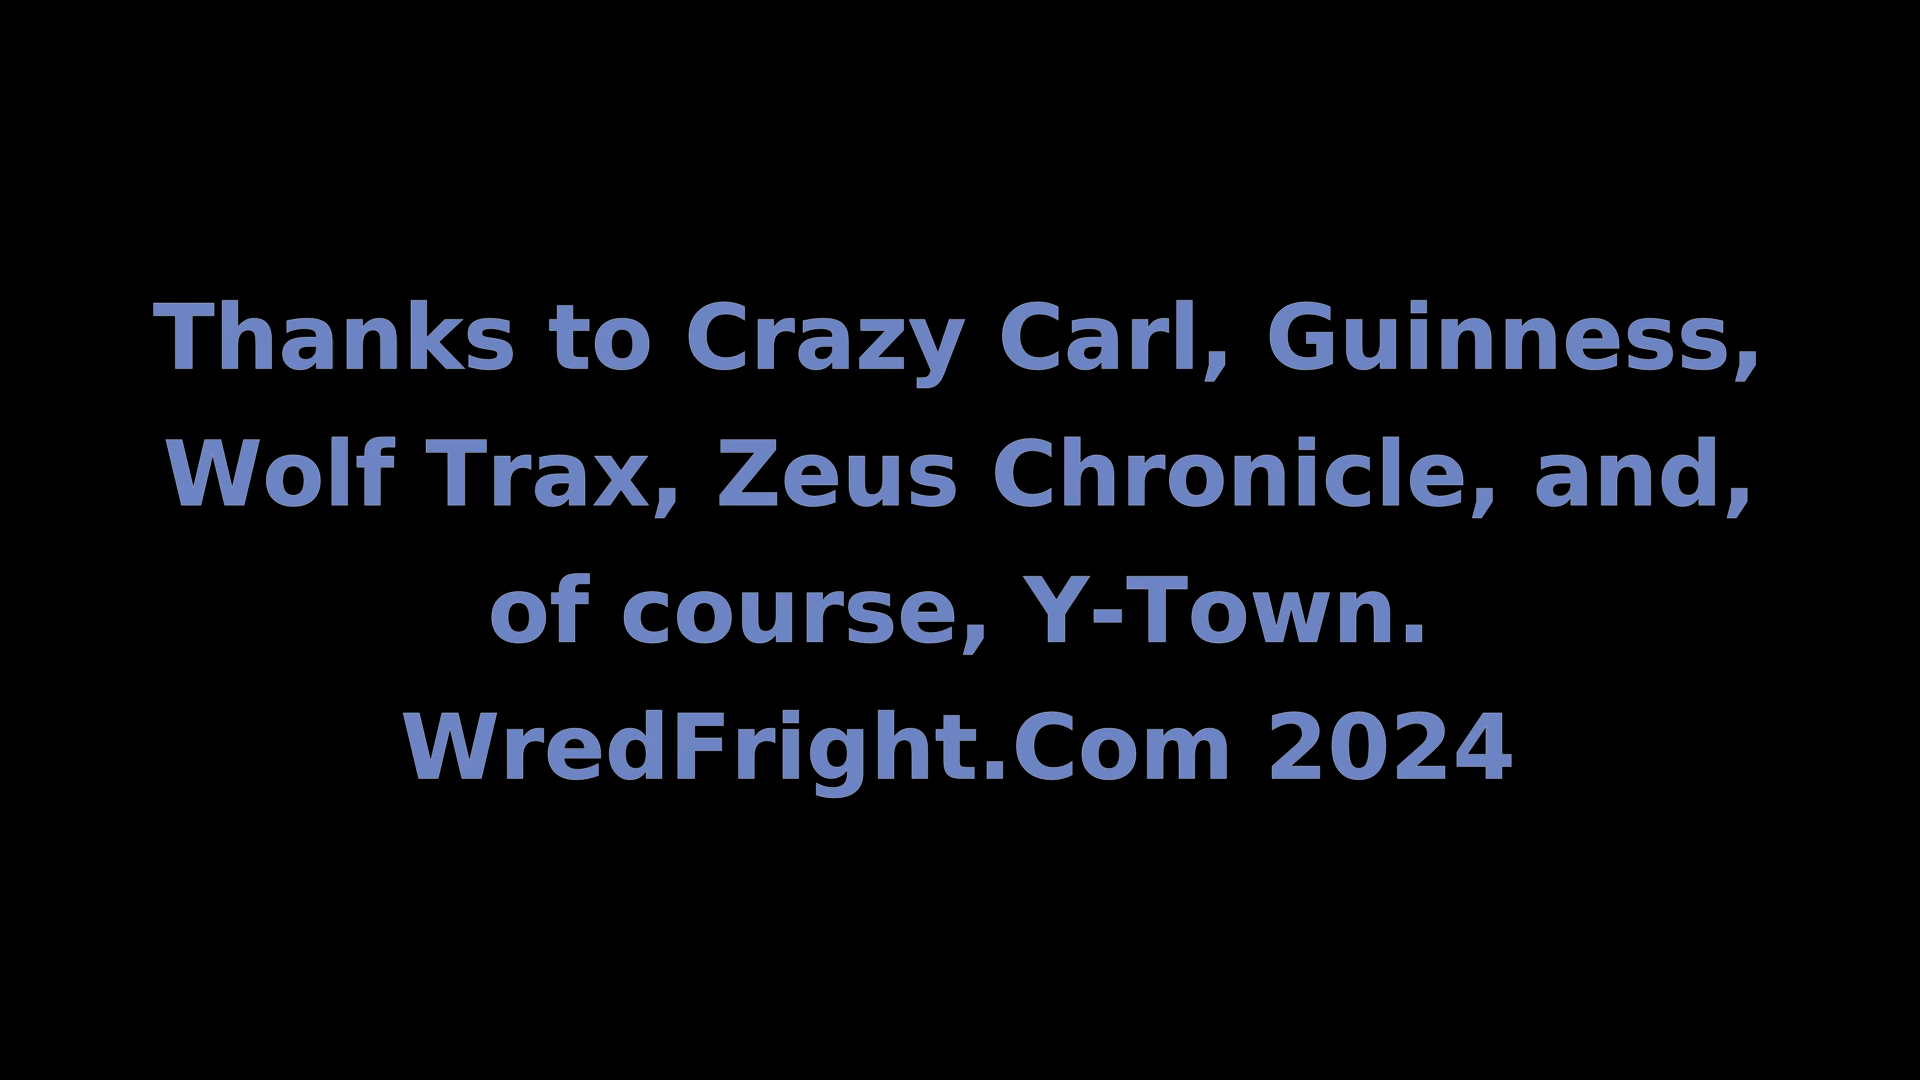 Thanks to Crazy Carl, Guinness,
Wolf Trax, Zeus Chronicle, and,
of course, Y-Town.
WredFright.Com 2024